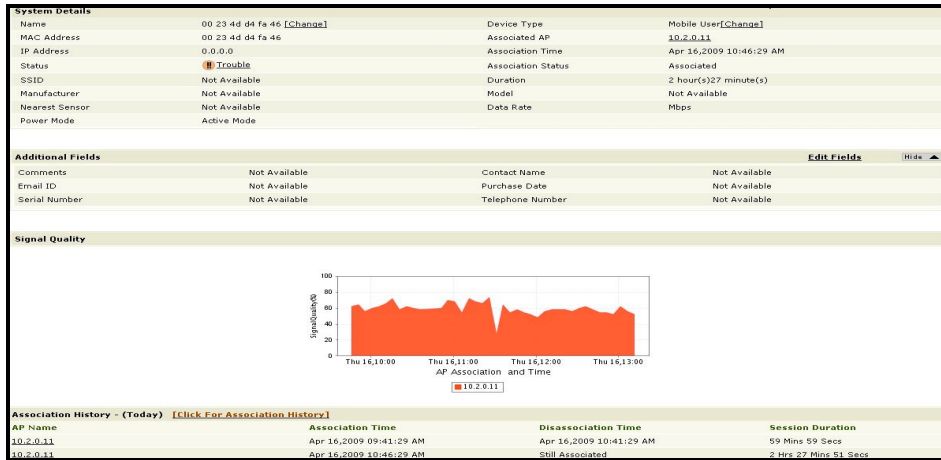 System Details
Name 00 23 4d d4 fa 46 [Change] Device Type Mobile User[Change]
MAC Address 00 23 4d d4 fa 46 Associated AP 10.2.0.11
IP Address 0.0.0.0 Association Time Apr 16,2009 10:46:29 AM
Status Trouble Association Status Associated
SSID Not Available Duration 2 hour(s)27 minute(s)
Manufacturer Not Available Model Not Available
Nearest Sensor Not Available Data Rate Mbps
Power Mode Active Mode
Additional Fields Edit Fields Hide
Comments Not Available Contact Name Not Available
Email ID Not Available Purchase Date Not Available
Serial Number Not Available Telephone Number Not Available
Signal Quality
SignalQuality(%)
100
80
60
40
20
0
Thu 16,10:00 Thu 16,11:00 Thu 16,12:00 Thu 16,13:00
AP Association and Time
10.2.0.11
Association History - (Today) [Click For Association History]
AP Name Association Time Disassociation Time Session Duration
10.2.0.11 Apr 16,2009 09:41:29 AM Apr 16,2009 10:41:29 AM 59 Mins 59 Secs
10.2.0.11 Apr 16,2009 10:46:29 AM Still Associated 2 Hrs 27 Mins 51 Secs